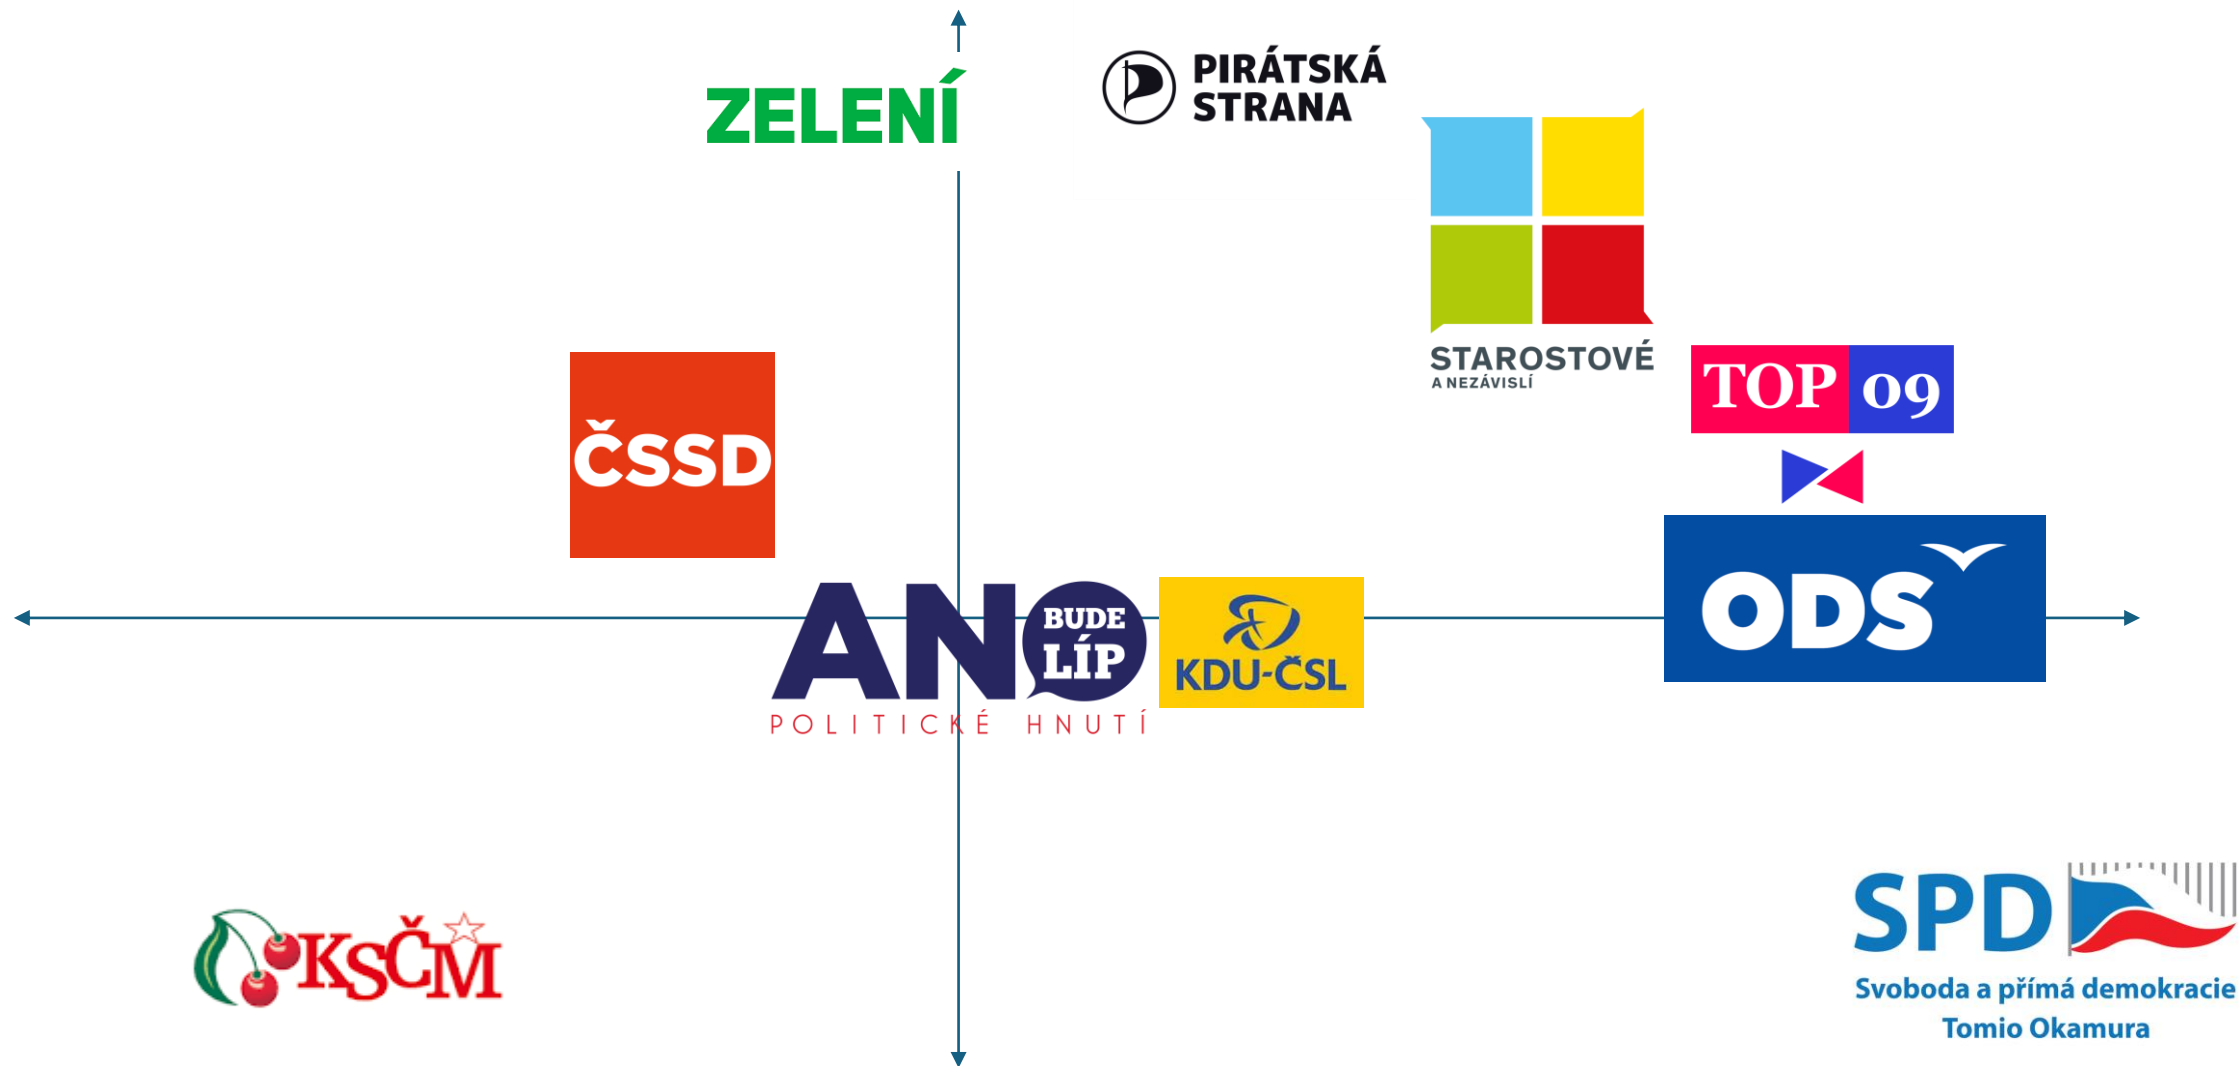 ZELENÍ
PIRÁTSKÁ
STRANA
STAROSTOVÉ
A NEZÁVISLÍ
TOP 09
ČSSD
ODS
ANO
BUDE
LÍP
POLITICKÉ HNUTÍ
KDU-ČSL
KSČM
SPD
Svoboda a přímá demokracie
Tomio Okamura